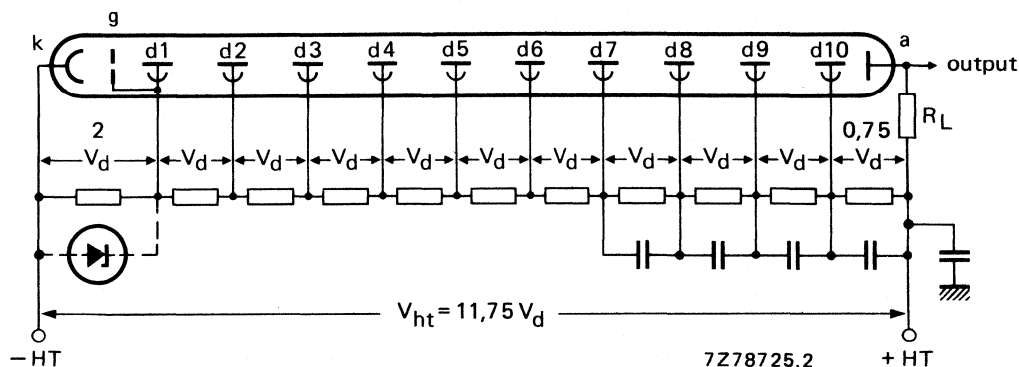 g
k d1 d2 d3 d4 d5 d6 d7 d8 d9 d10 a
output
R_L
2 0,75
V_d V_d V_d V_d V_d V_d V_d V_d V_d V_d V_d
V_ht = 11,75 V_d
− HT 7Z78725.2 + HT